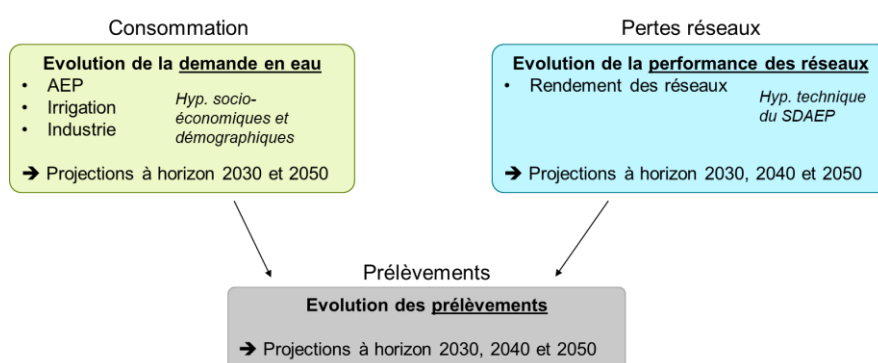 Consommation
Evolution de la demande en eau
• AEP
• Irrigation
• Industrie
Hyp. socio-
économiques et
démographiques
➔ Projections à horizon 2030 et 2050
Pertes réseaux
Evolution de la performance des réseaux
• Rendement des réseaux
Hyp. technique
du SDAEP
➔ Projections à horizon 2030, 2040 et 2050
Prélèvements
Evolution des prélèvements
➔ Projections à horizon 2030, 2040 et 2050